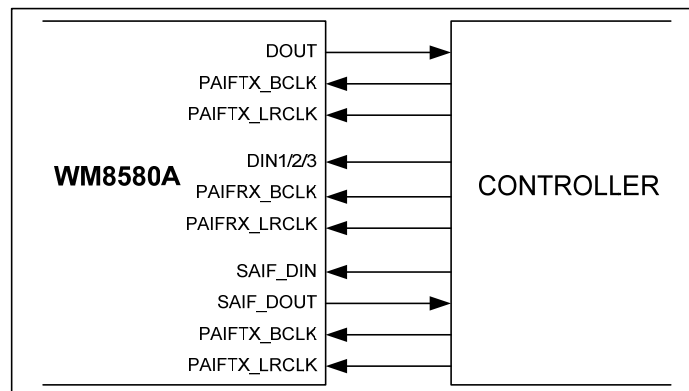 DOUT
PAIFTX_BCLK
PAIFTX_LRCLK
DIN1/2/3
WM8580A
PAIFRX_BCLK
CONTROLLER
PAIFRX_LRCLK
SAIF_DIN
SAIF_DOUT
PAIFTX_BCLK
PAIFTX_LRCLK